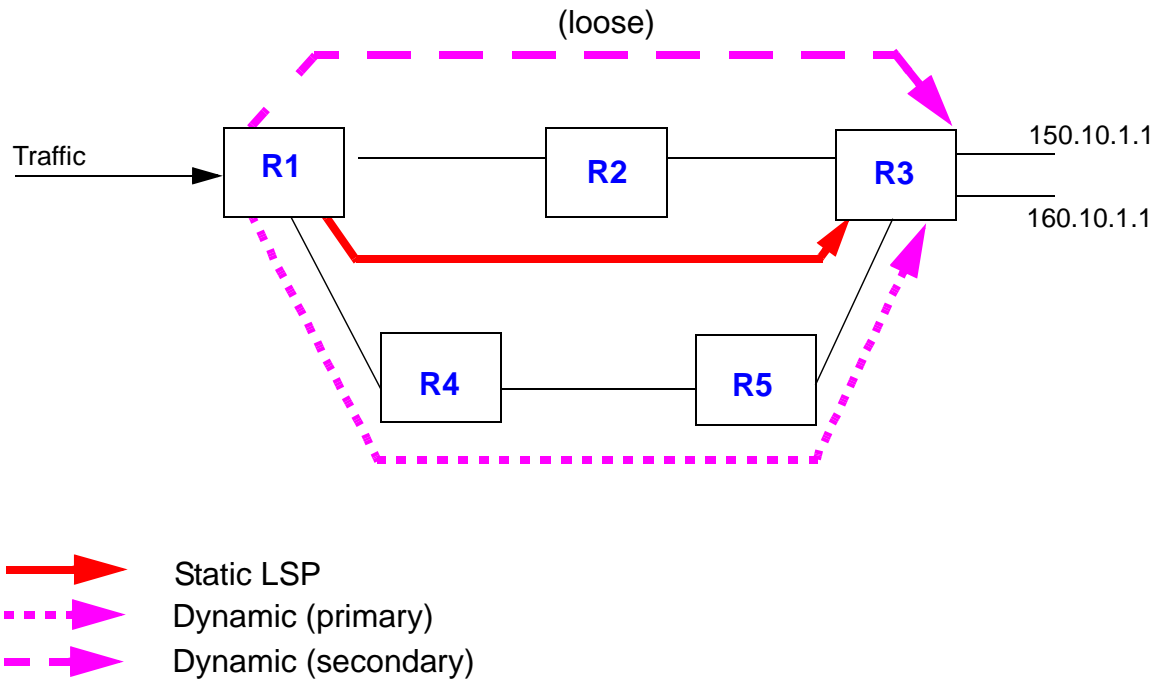 (loose)
Traffic
R1
R2
R3
150.10.1.1
160.10.1.1
R4
R5
Static LSP
Dynamic (primary)
Dynamic (secondary)